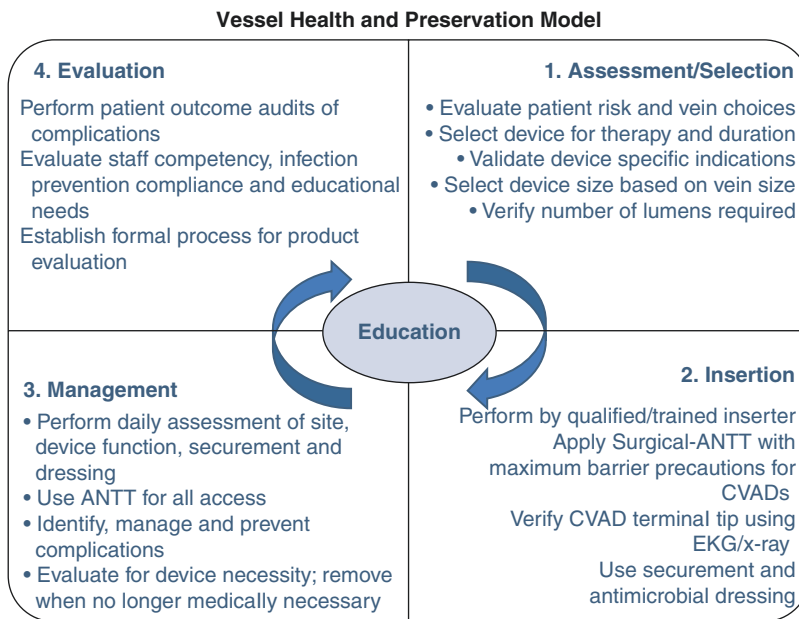 Vessel Health and Preservation Model
4. Evaluation
Perform patient outcome audits of
complications
Evaluate staff competency, infection
prevention compliance and educational
needs
Establish formal process for product
evaluation
1. Assessment/Selection
• Evaluate patient risk and vein choices
• Select device for therapy and duration
• Validate device specific indications
• Select device size based on vein size
• Verify number of lumens required
Education
3. Management
• Perform daily assessment of site,
device function, securement and
dressing
• Use ANTT for all access
• Identify, manage and prevent
complications
• Evaluate for device necessity; remove
when no longer medically necessary
2. Insertion
Perform by qualified/trained inserter
Apply Surgical-ANTT with
maximum barrier precautions for
CVADs
Verify CVAD terminal tip using
EKG/x-ray
Use securement and
antimicrobial dressing